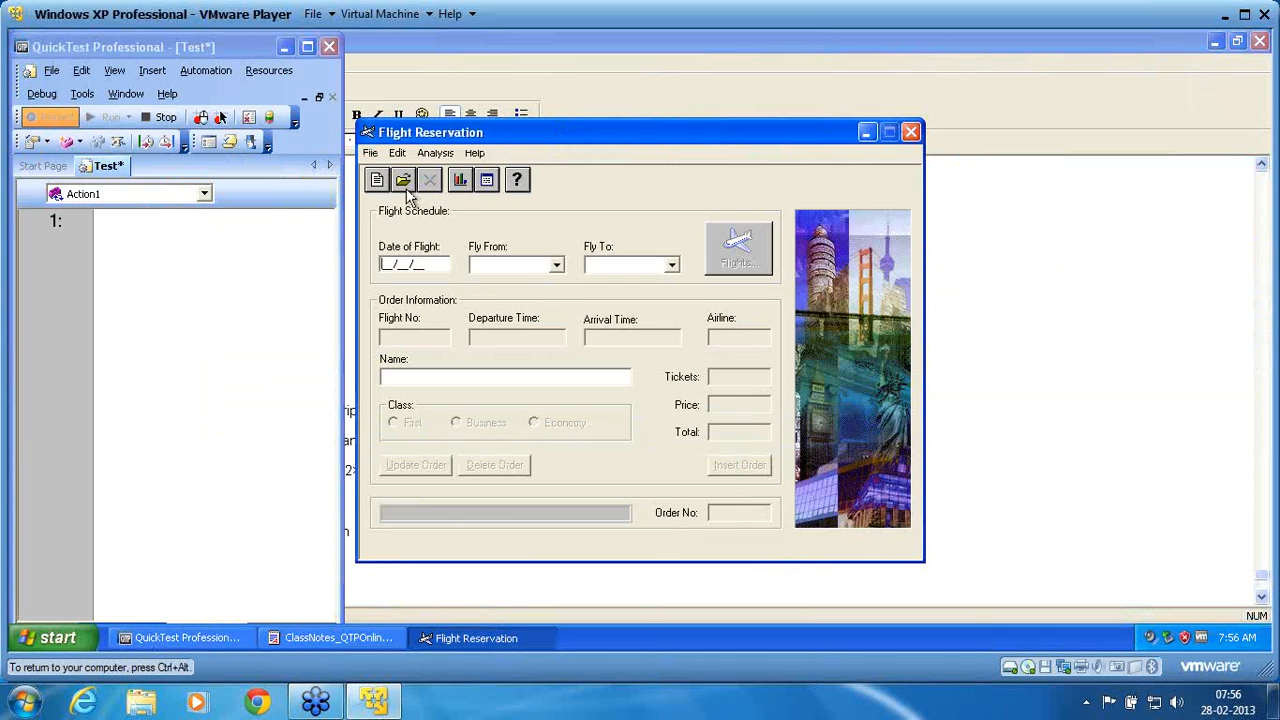 Windows XP Professional - VMware Player File Virtual Machine Help
QuickTest Professional - [Test*]
File Edit View Insert Automation Resources
Debug Tools Window Help
Run Stop
Start Page Test*
Action1
1:
Flight Reservation
File Edit Analysis Help
Flight Schedule:
Date of Flight: Fly From: Fly To:
__/__/__
Flights...
Order Information:
Flight No: Departure Time: Arrival Time: Airline:
Name:
Tickets:
Class:
Price:
First Business Economy
Total:
Update Order Delete Order Insert Order
Order No:
NUM
start QuickTest Profession... ClassNotes_QTPOnlin... Flight Reservation 7:56 AM
To return to your computer, press Ctrl+Alt. vmware
07:56
28-02-2013